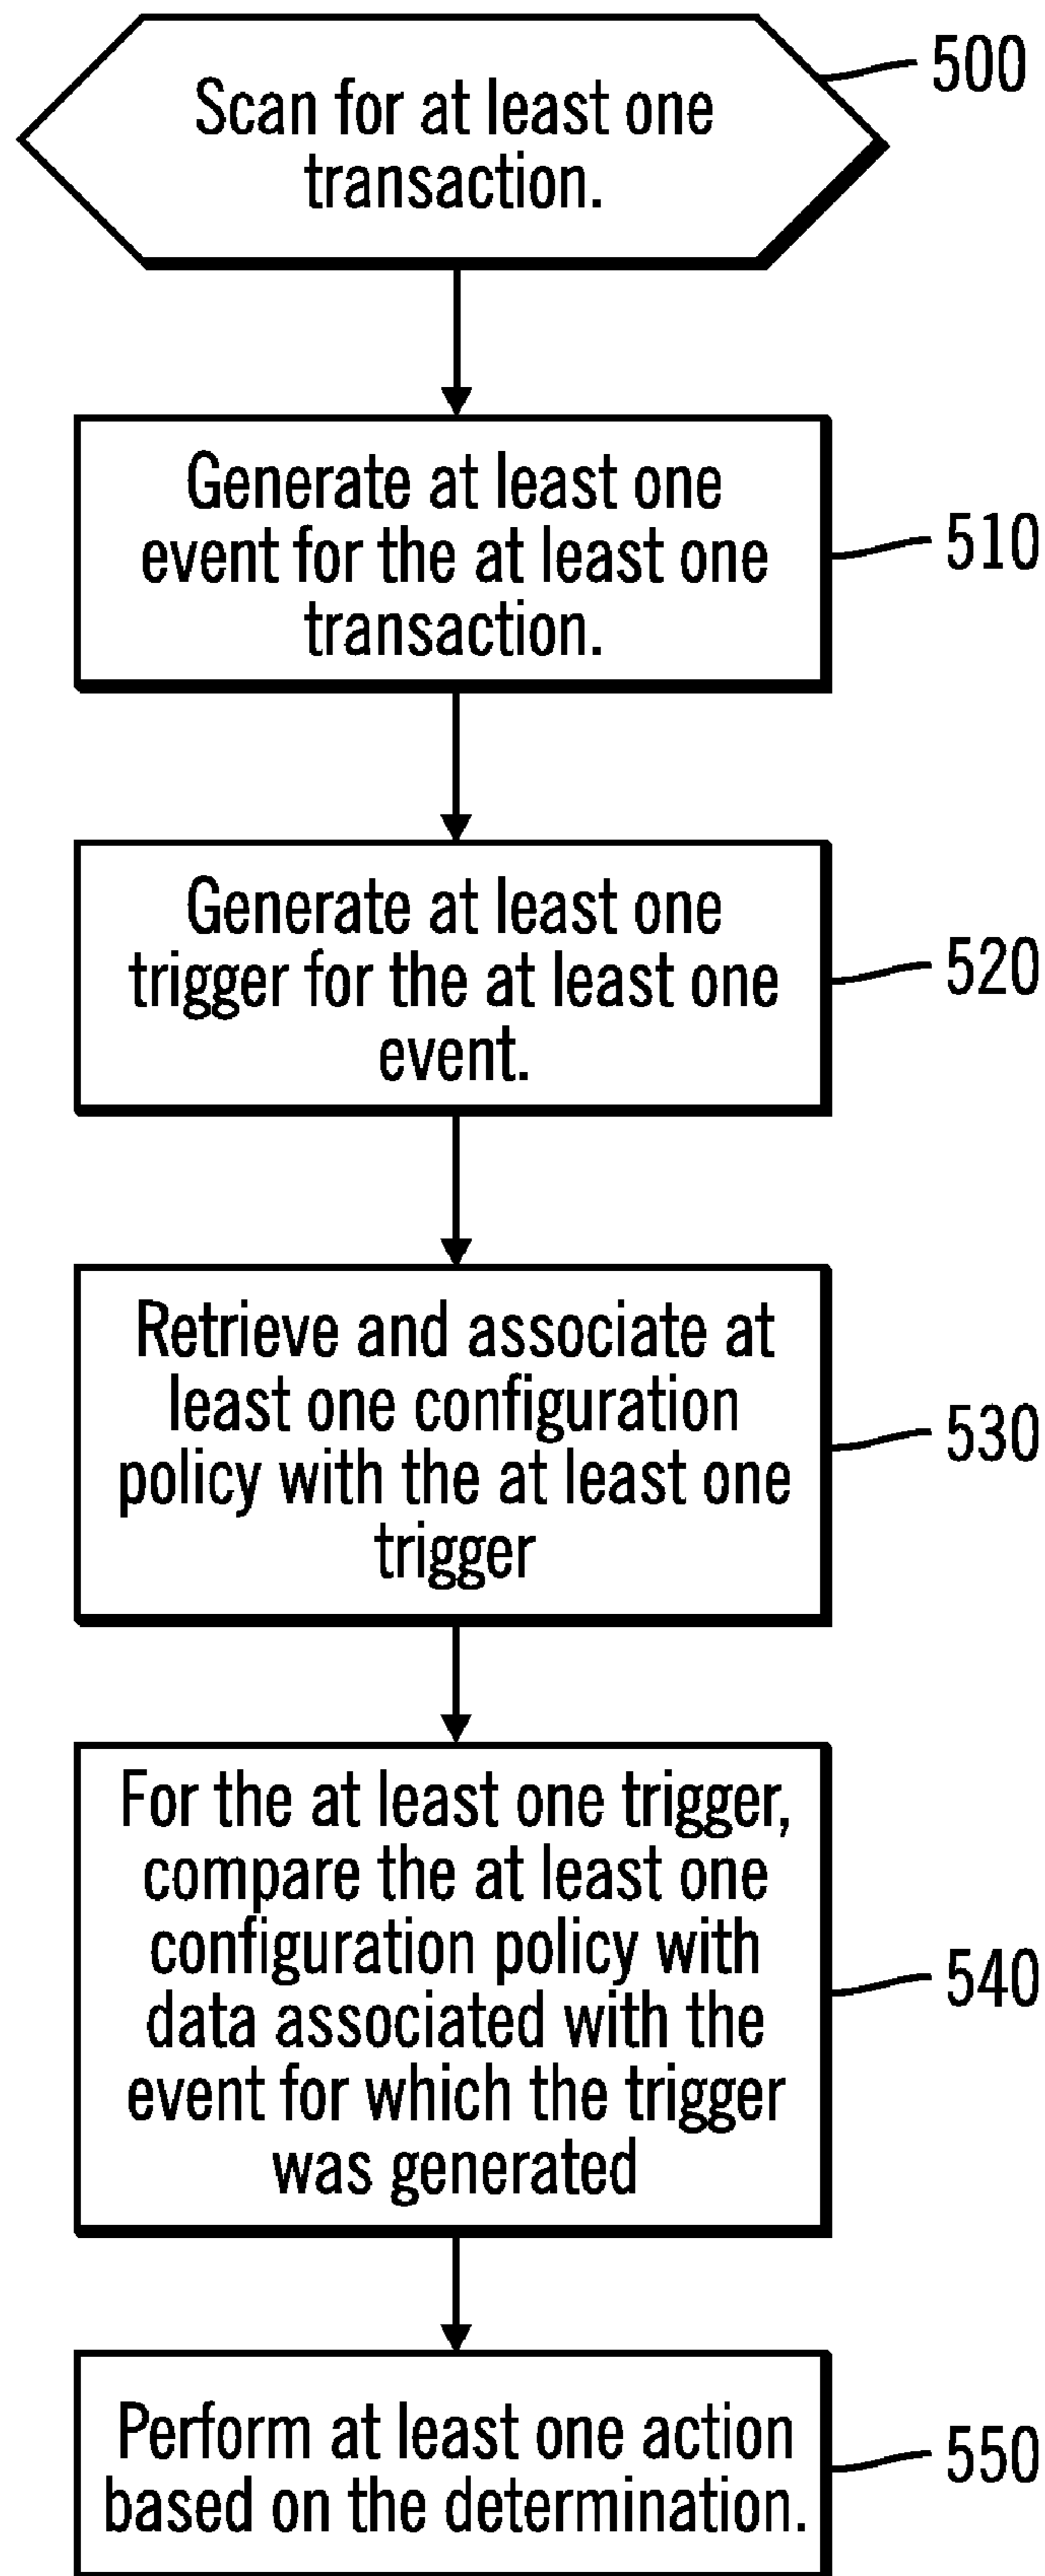 Scan for at least one
transaction.
500
Generate at least one
event for the at least one
transaction.
510
Generate at least one
trigger for the at least one
event.
520
Retrieve and associate at
least one configuration
policy with the at least one
trigger
530
For the at least one trigger,
compare the at least one
configuration policy with
data associated with the
event for which the trigger
was generated
540
Perform at least one action
based on the determination.
550